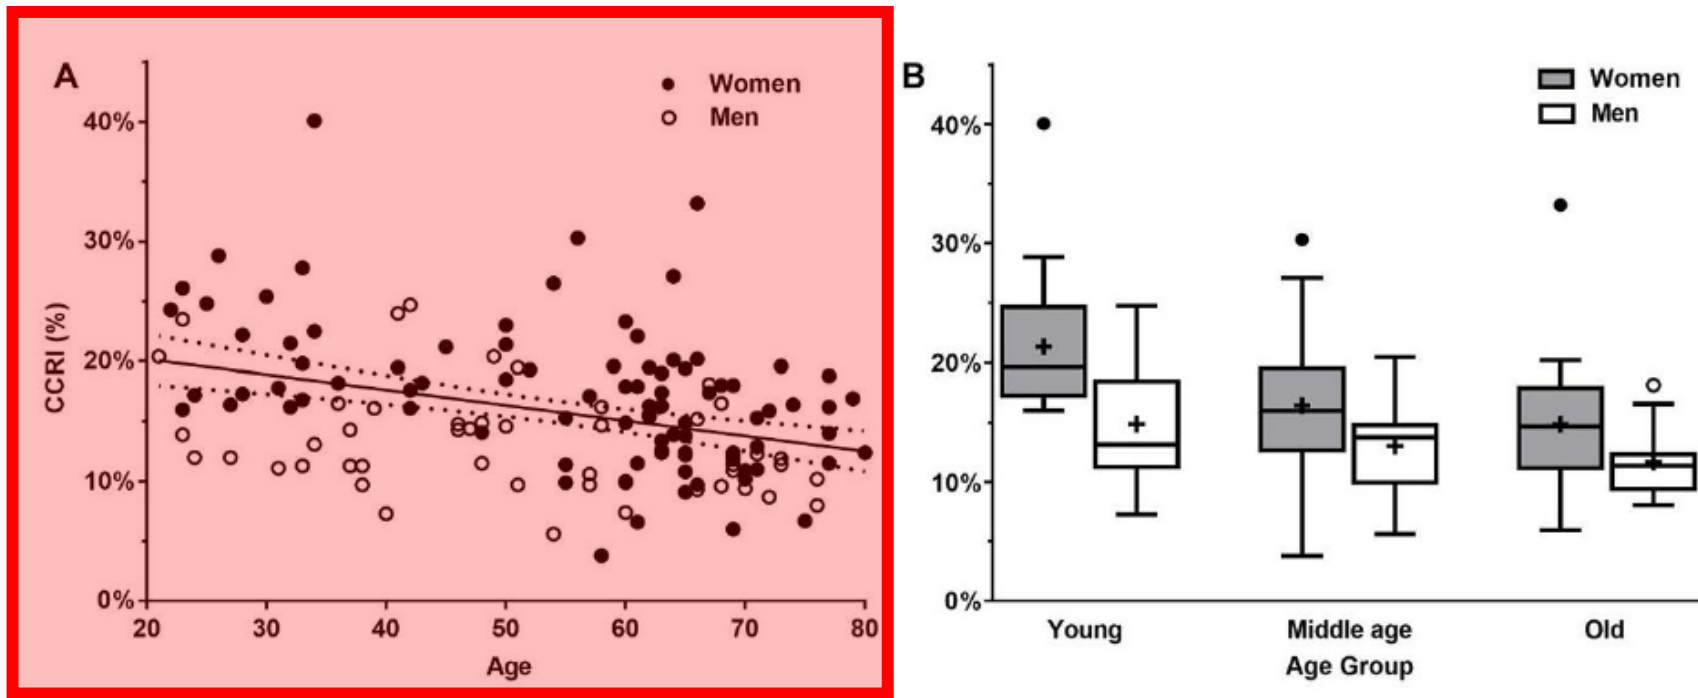 A
Women
Men
40%
30%
20%
10%
0%
CCRI (%)
20 30 40 50 60 70 80
Age
B
Women
Men
40%
30%
20%
10%
0%
Young Middle age Old
Age Group